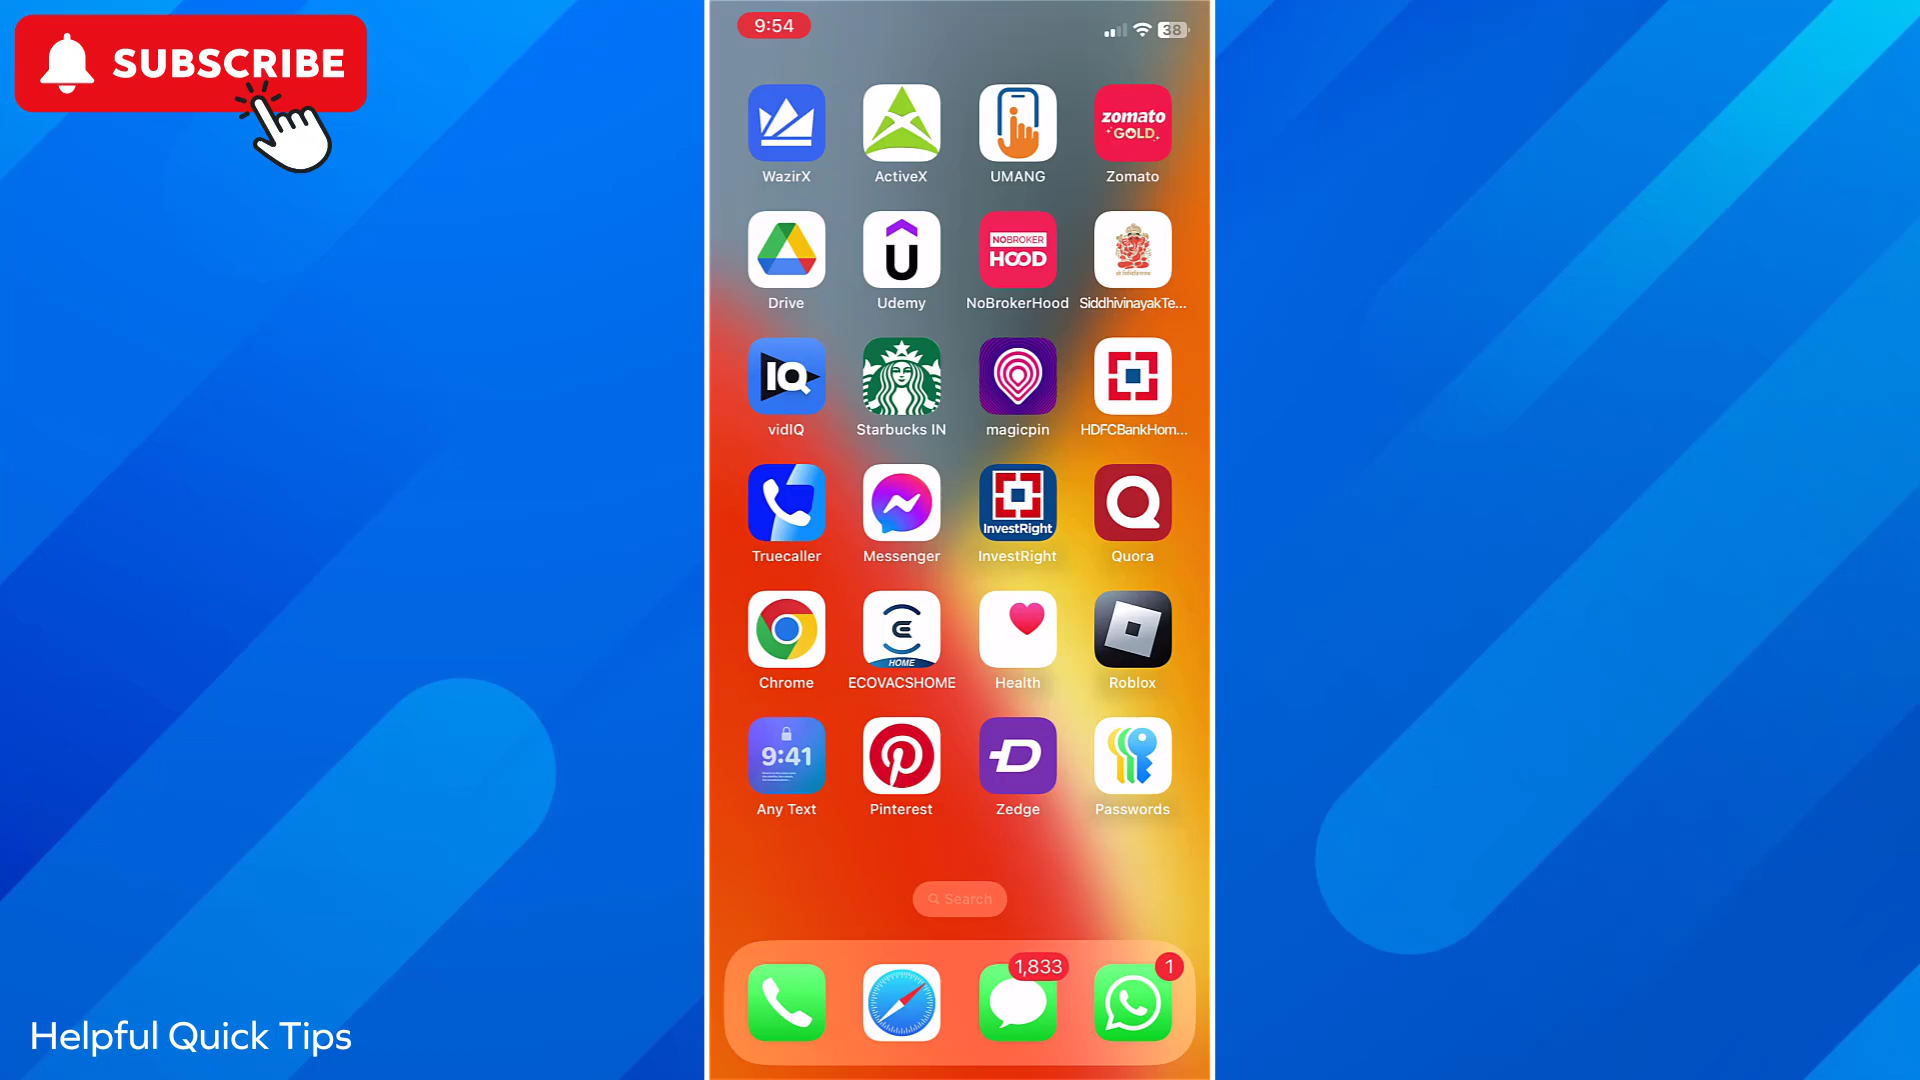 SUBSCRIBE
9:54
38
zomato
GOLD
WazirX
ActiveX
UMANG
Zomato
NOBROKER
HOOD
Drive
Udemy
NoBrokerHood
SiddhivinayakTe...
IQ
vidIQ
Starbucks IN
magicpin
HDFCBankHom...
InvestRight
Truecaller
Messenger
InvestRight
Quora
HOME
Chrome
ECOVACSHOME
Health
Roblox
9:41
Any Text
Pinterest
Zedge
Passwords
Search
1,833
1
Helpful Quick Tips